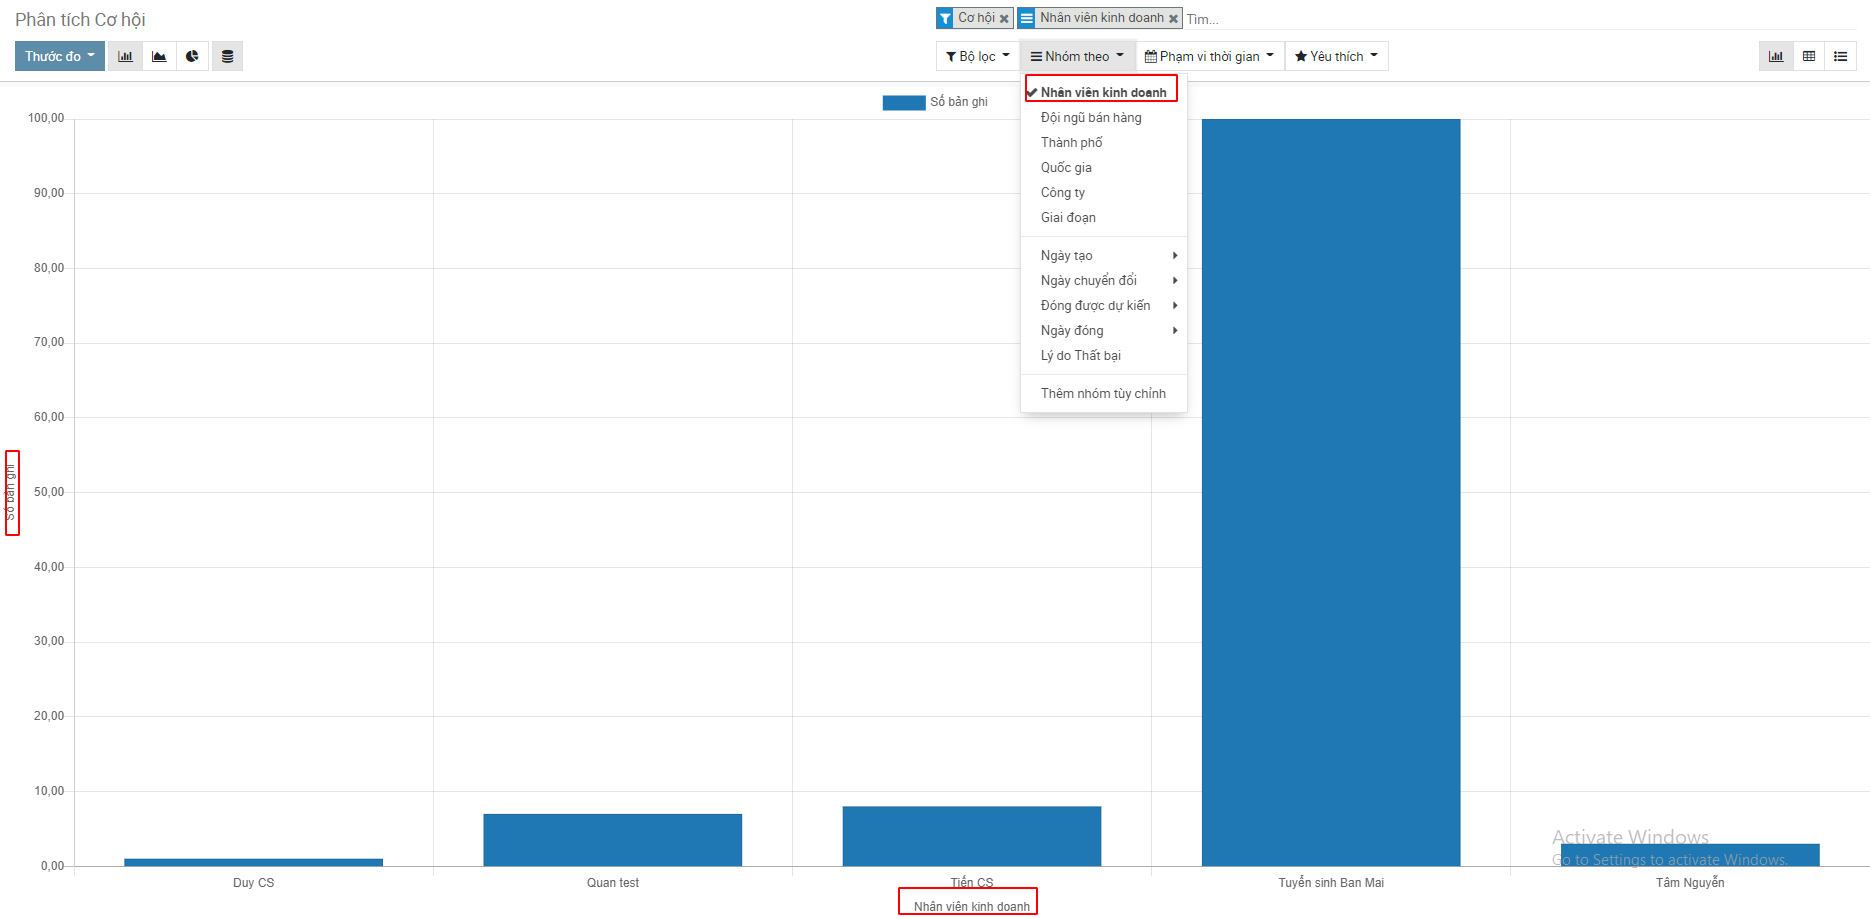 Phân tích Cơ hội
Cơ hội
Nhân viên kinh doanh
Tìm...
Thước đo
Bộ lọc
Nhóm theo
Phạm vi thời gian
Yêu thích
Nhân viên kinh doanh
Đội ngũ bán hàng
Thành phố
Quốc gia
Công ty
Giai đoạn
Ngày tạo
Ngày chuyển đổi
Đóng được dự kiến
Ngày đóng
Lý do Thất bại
Thêm nhóm tùy chỉnh
Số bản ghi
100,00
90,00
80,00
70,00
60,00
50,00
40,00
30,00
20,00
10,00
0,00
Số bản ghi
Duy CS
Quan test
Tiến CS
Tuyển sinh Ban Mai
Tâm Nguyễn
Nhân viên kinh doanh
Activate Windows
Go to Settings to activate Windows.